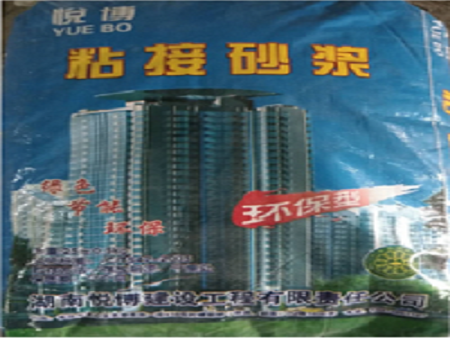 悦博
YUE BO
粘接砂浆
绿色
节能
环保
环保型
湖南悦博建设工程有限责任公司